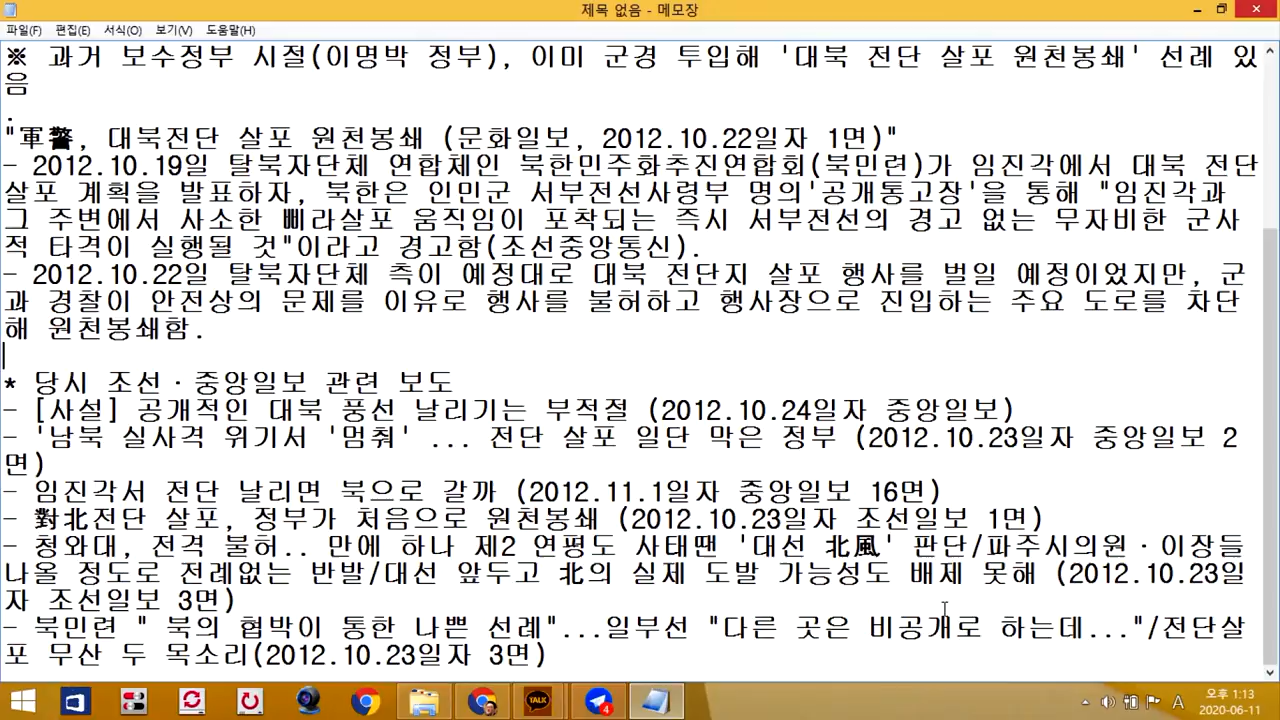 제목 없음 - 메모장
파일(F) 편집(E) 서식(O) 보기(V) 도움말(H)
※ 과거 보수정부 시절(이명박 정부), 이미 군경 투입해 '대북 전단 살포 원천봉쇄' 선례 있
음
.
"軍警, 대북전단 살포 원천봉쇄 (문화일보, 2012.10.22일자 1면)"
- 2012.10.19일 탈북자단체 연합체인 북한민주화추진연합회(북민련)가 임진각에서 대북 전단
살포 계획을 발표하자, 북한은 인민군 서부전선사령부 명의'공개통고장'을 통해 "임진각과
그 주변에서 사소한 삐라살포 움직임이 포착되는 즉시 서부전선의 경고 없는 무자비한 군사
적 타격이 실행될 것"이라고 경고함(조선중앙통신).
- 2012.10.22일 탈북자단체 측이 예정대로 대북 전단지 살포 행사를 벌일 예정이었지만, 군
과 경찰이 안전상의 문제를 이유로 행사를 불허하고 행사장으로 진입하는 주요 도로를 차단
해 원천봉쇄함.
* 당시 조선·중앙일보 관련 보도
- [사설] 공개적인 대북 풍선 날리기는 부적절 (2012.10.24일자 중앙일보)
- '남북 실사격 위기서 '멈춰' ... 전단 살포 일단 막은 정부 (2012.10.23일자 중앙일보 2
면)
- 임진각서 전단 날리면 북으로 갈까 (2012.11.1일자 중앙일보 16면)
- 對北전단 살포, 정부가 처음으로 원천봉쇄 (2012.10.23일자 조선일보 1면)
- 청와대, 전격 불허.. 만에 하나 제2 연평도 사태땐 '대선 北風' 판단/파주시의원·이장들
나올 정도로 전례없는 반발/대선 앞두고 北의 실제 도발 가능성도 배제 못해 (2012.10.23일
자 조선일보 3면)
- 북민련 " 북의 협박이 통한 나쁜 선례"...일부선 "다른 곳은 비공개로 하는데..."/전단살
포 무산 두 목소리(2012.10.23일자 3면)
TALK
4
A
오후 1:13
2020-06-11